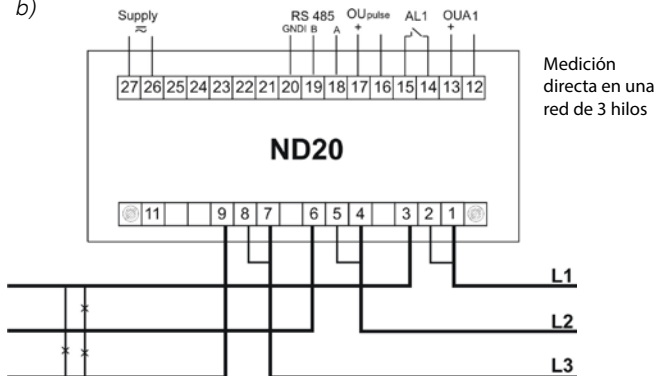 b)
Supply RS 485 OUpulse AL1 OUA1
≂ GNDI B A + +
27 26 25 24 23 22 21 20 19 18 17 16 15 14 13 12
Medición
directa en una
red de 3 hilos
ND20
11 9 8 7 6 5 4 3 2 1
L1
L2
L3